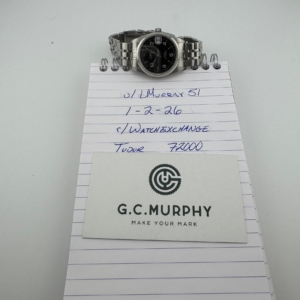 u/LMurray51
1-2-26
r/Watchexchange
Tudor 72000
G.C.MURPHY
MAKE YOUR MARK